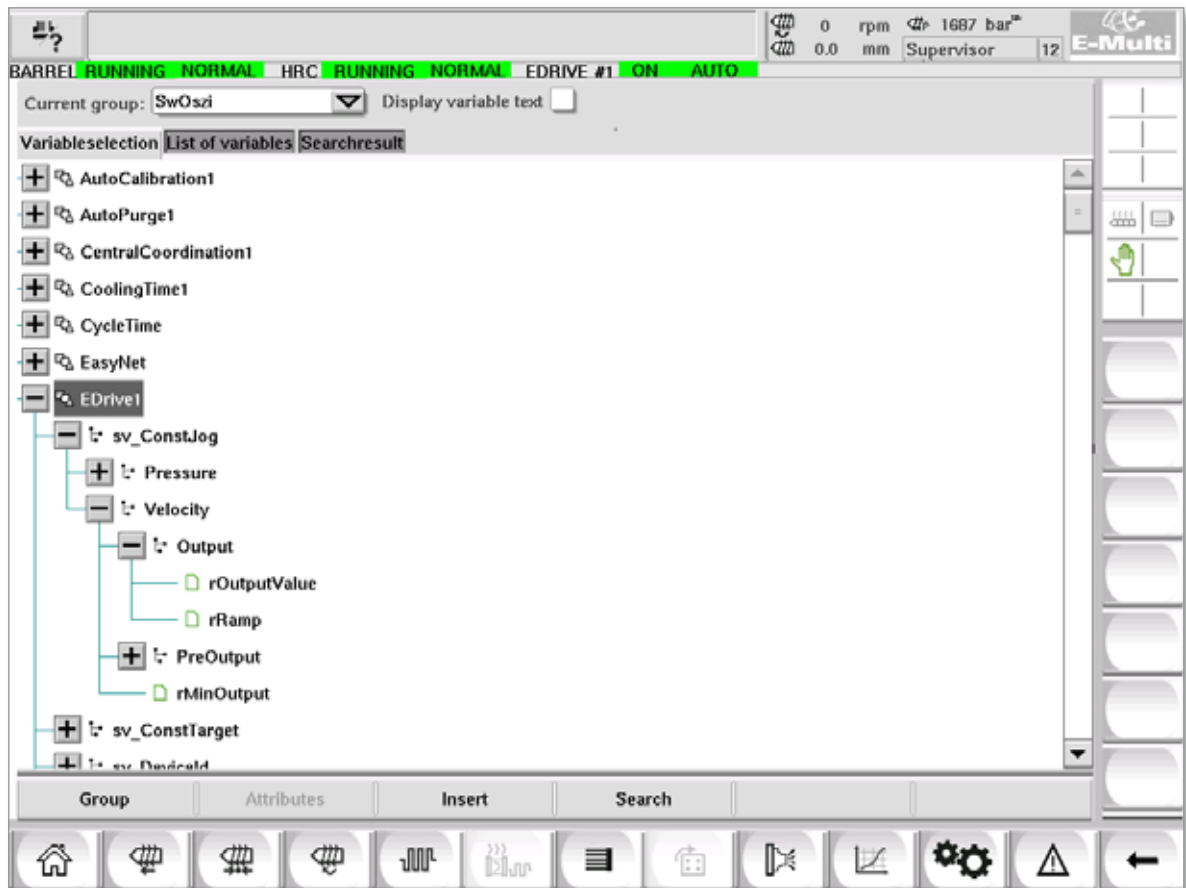 ?
0 rpm 1687 bar
0.0 mm Supervisor 12
E-Multi
BARREL RUNNING NORMAL HRC RUNNING NORMAL EDRIVE #1 ON AUTO
Current group: SwOszi Display variable text
Variableselection List of variables Searchresult
AutoCalibration1
AutoPurge1
CentralCoordination1
CoolingTime1
CycleTime
EasyNet
EDrive1
sv_ConstJog
Pressure
Velocity
Output
rOutputValue
rRamp
PreOutput
rMinOutput
sv_ConstTarget
sv_DeviceId
Group Attributes Insert Search